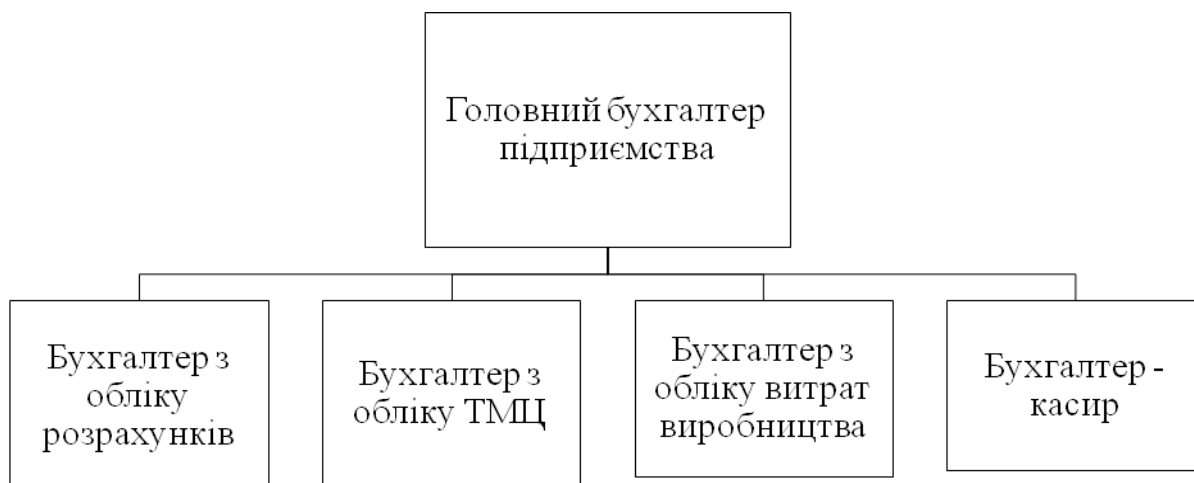 Головний бухгалтер
підприємства
Бухгалтер з
обліку
розрахунків
Бухгалтер з
обліку ТМЦ
Бухгалтер з
обліку витрат
виробництва
Бухгалтер -
касир